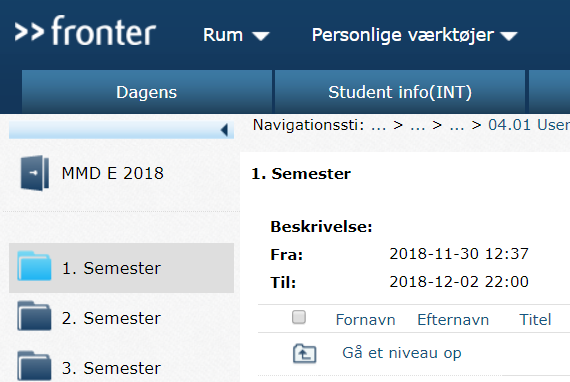 >> fronter Rum Personlige værktøjer
Dagens Student info(INT)
Navigationssti: ... > ... > ... > 04.01 User
MMD E 2018
1. Semester
2. Semester
3. Semester
1. Semester
Beskrivelse:
Fra: 2018-11-30 12:37
Til: 2018-12-02 22:00
Fornavn Efternavn Titel
Gå et niveau op